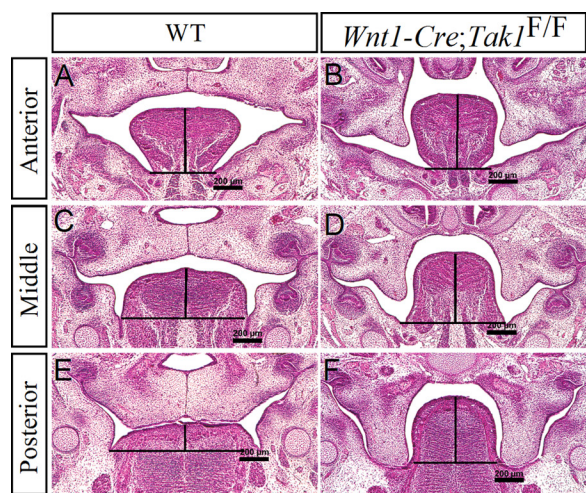 WT
Wnt1-Cre;Tak1F/F
Anterior
A
200 µm
B
200 µm
Middle
C
200 µm
D
200 µm
Posterior
E
200 µm
F
200 µm